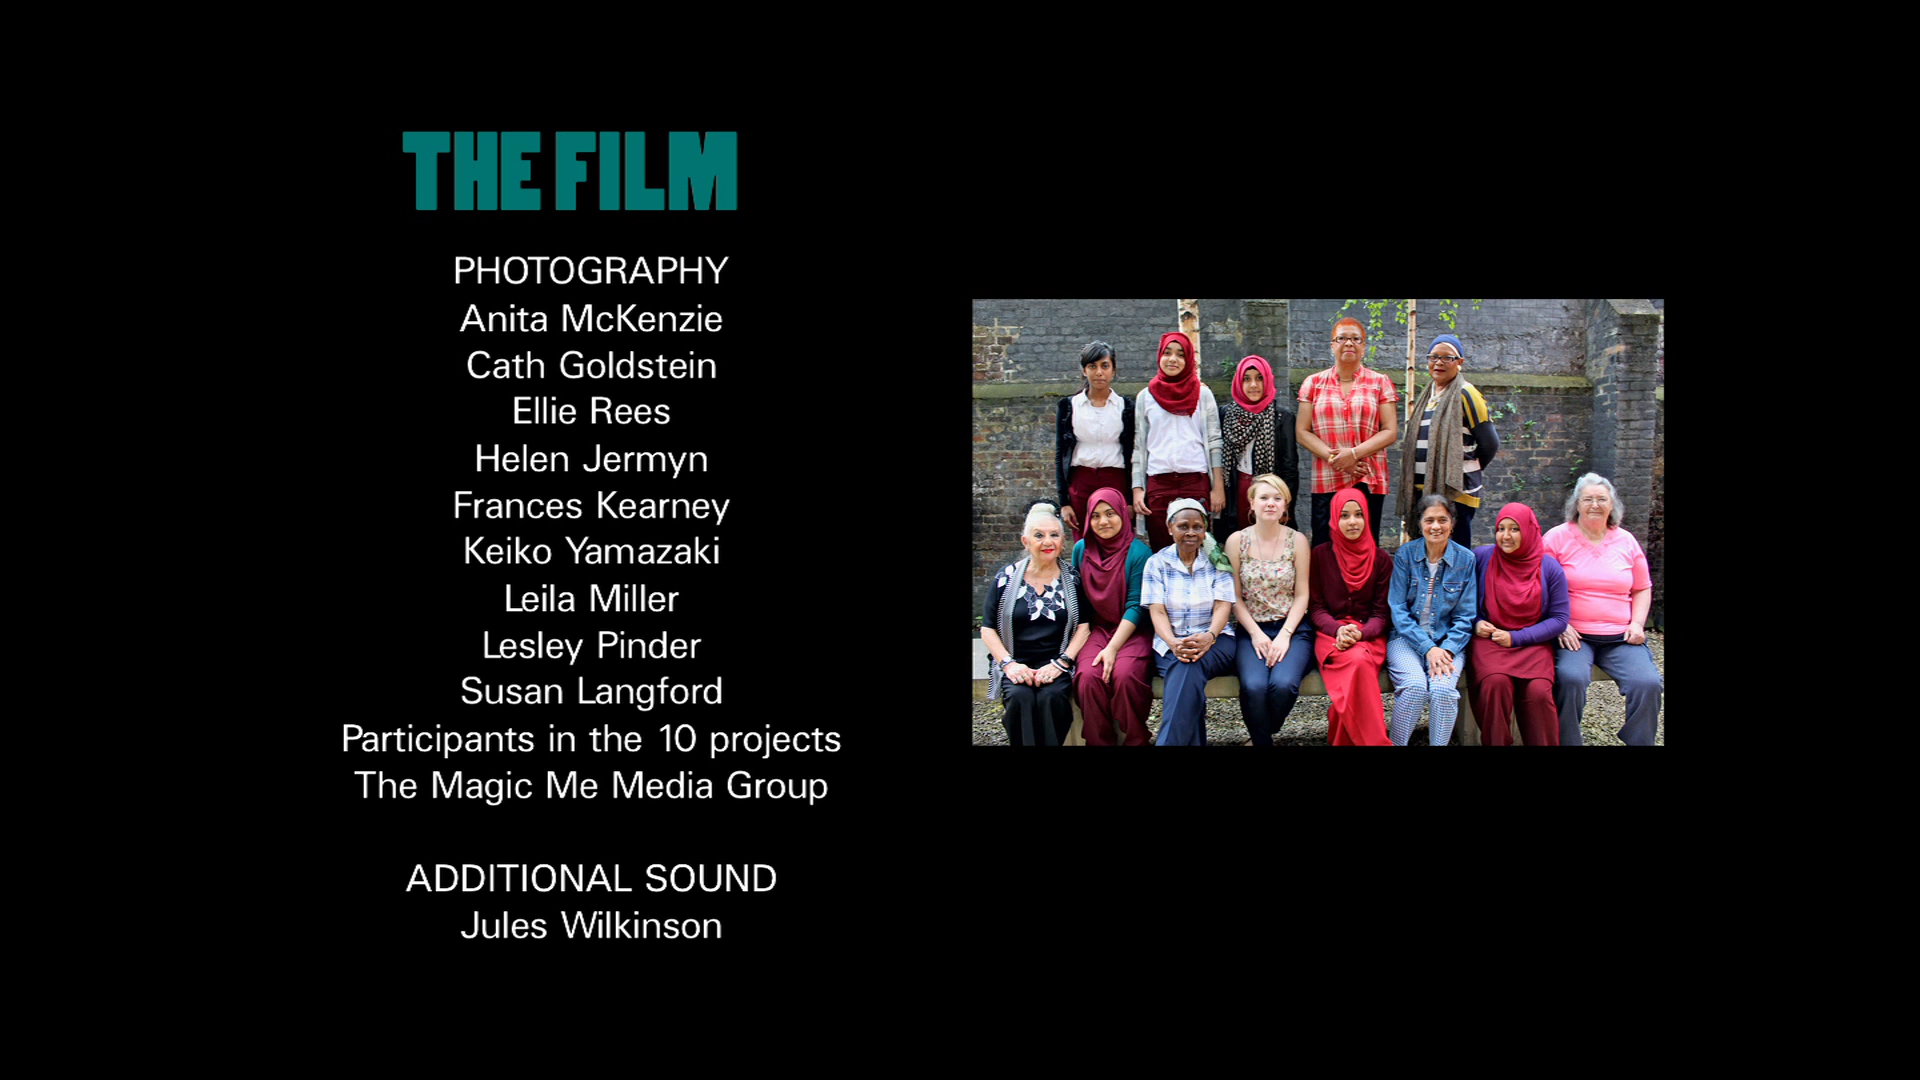 THE FILM
PHOTOGRAPHY
Anita McKenzie
Cath Goldstein
Ellie Rees
Helen Jermyn
Frances Kearney
Keiko Yamazaki
Leila Miller
Lesley Pinder
Susan Langford
Participants in the 10 projects
The Magic Me Media Group
ADDITIONAL SOUND
Jules Wilkinson